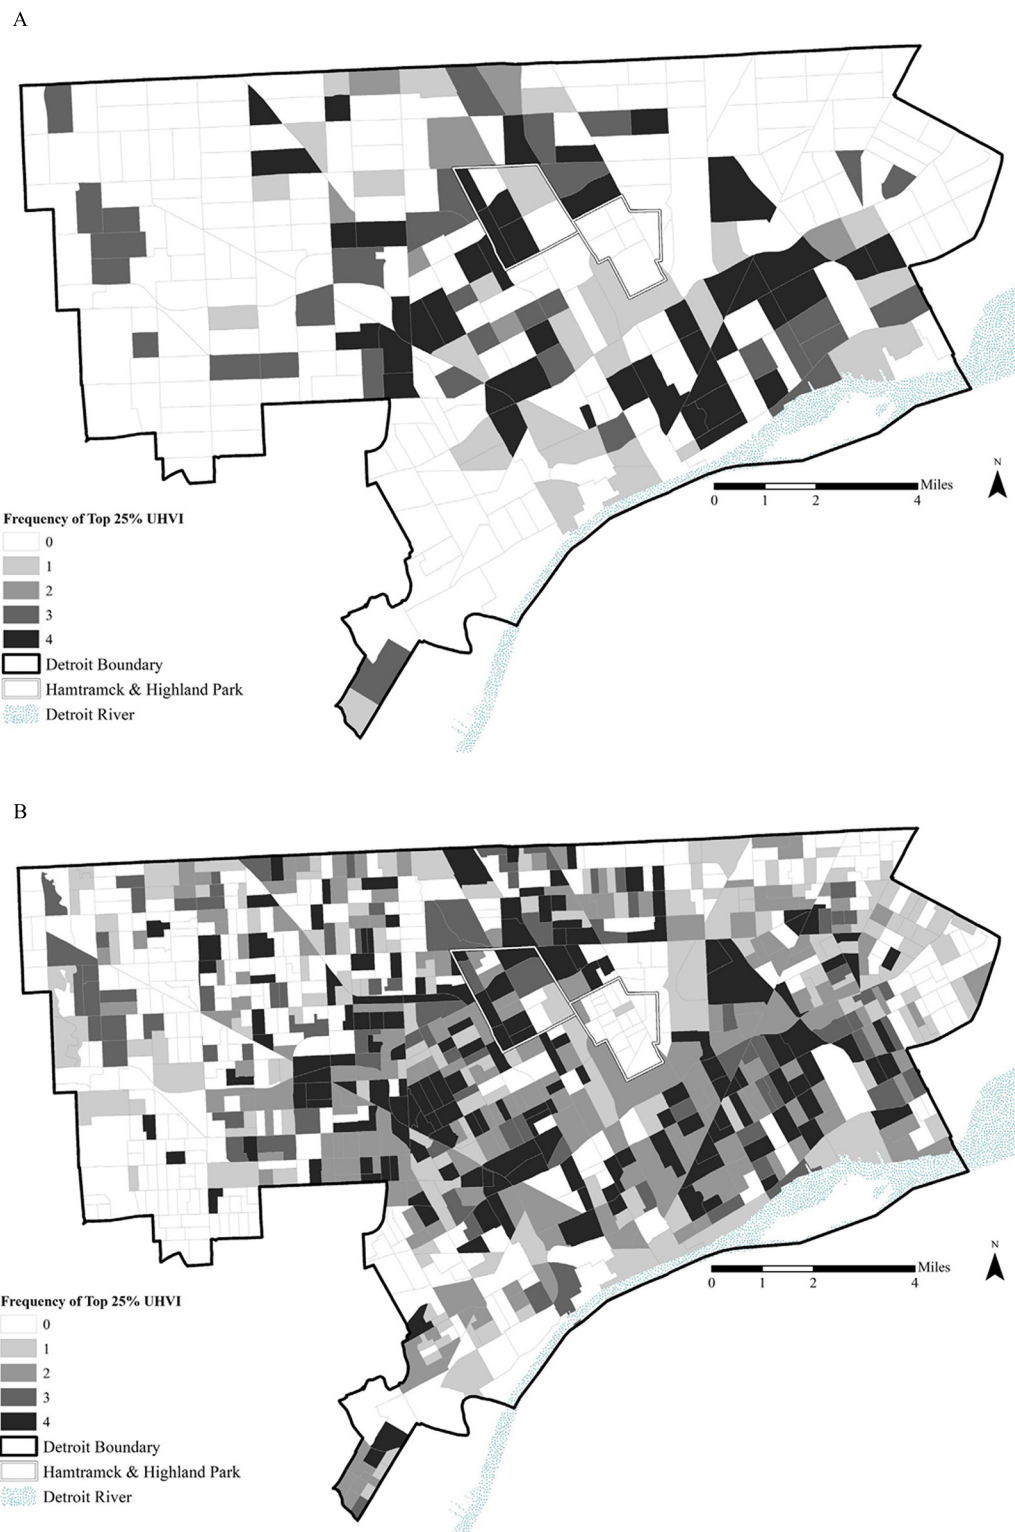 A
N
Miles
0 1 2 4
Frequency of Top 25% UHVI
0
1
2
3
4
Detroit Boundary
Hamtramck & Highland Park
Detroit River
B
N
Miles
0 1 2 4
Frequency of Top 25% UHVI
0
1
2
3
4
Detroit Boundary
Hamtramck & Highland Park
Detroit River